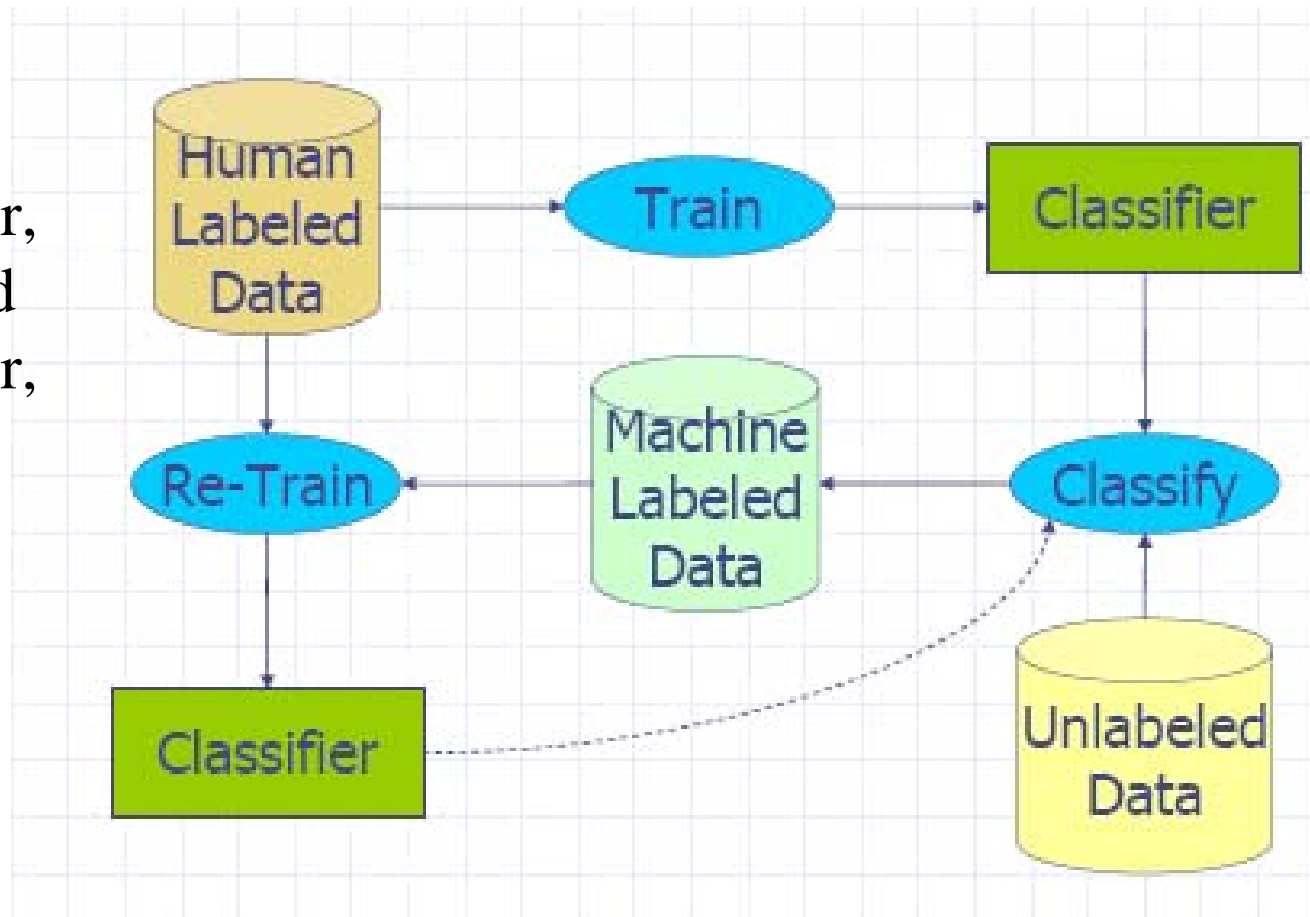 r,
d
r,
Human
Labeled
Data
Train
Classifier
Re-Train
Machine
Labeled
Data
Classify
Classifier
Unlabeled
Data